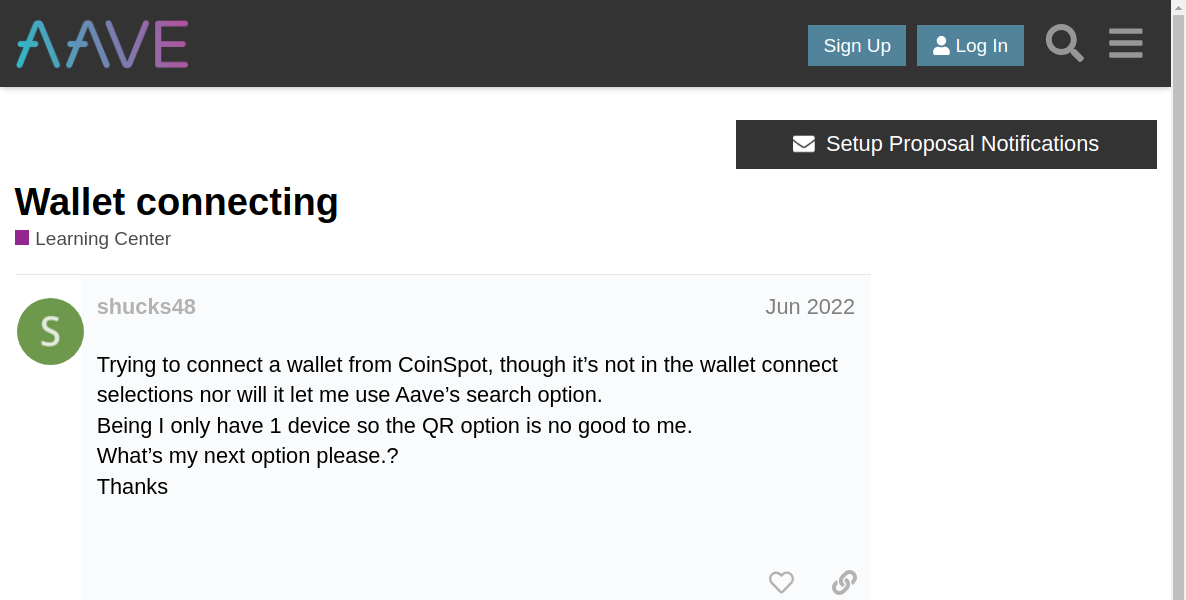 AAVE
Sign Up
Log In
Setup Proposal Notifications
Wallet connecting
Learning Center
S
shucks48
Jun 2022
Trying to connect a wallet from CoinSpot, though it’s not in the wallet connect
selections nor will it let me use Aave’s search option.
Being I only have 1 device so the QR option is no good to me.
What’s my next option please.?
Thanks